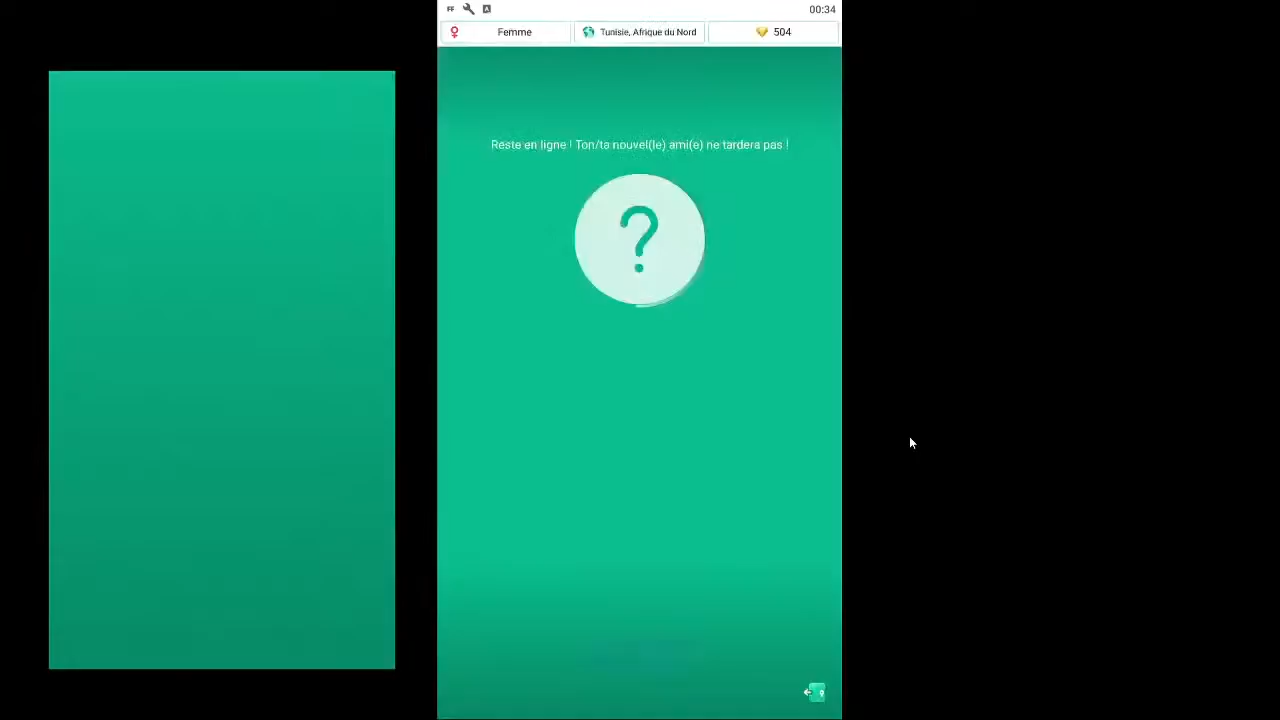 FF A 00:34
Femme
Tunisie, Afrique du Nord
504
Reste en ligne ! Ton/ta nouvel(le) ami(e) ne tardera pas !
?